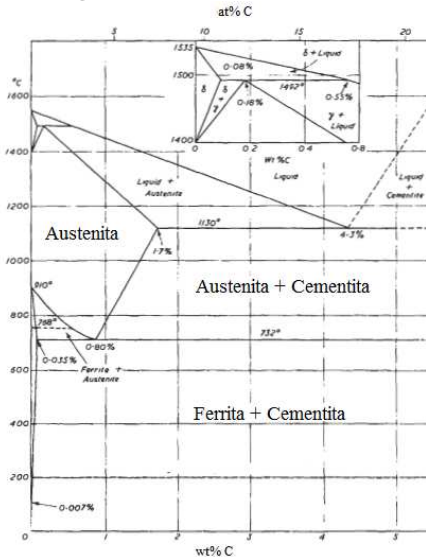 at% C
5
10
15
20
°C
1600
1400
1200
1000
800
600
400
200
0
1535
1500
1400
δ + Liquid
0·08%
1492°
δ
δ + γ
0·18%
0·55%
γ + Liquid
0
0·2
0·4
0·6
0·8
Wt %C
Liquid + Austenite
Liquid
Liquid + Cementite
Austenita
1130°
1·7%
4·3%
Austenita + Cementita
910°
768°
0·80%
732°
0·035%
Ferrite + Austenite
Ferrita + Cementita
0·007%
0
1
2
3
4
5
wt% C